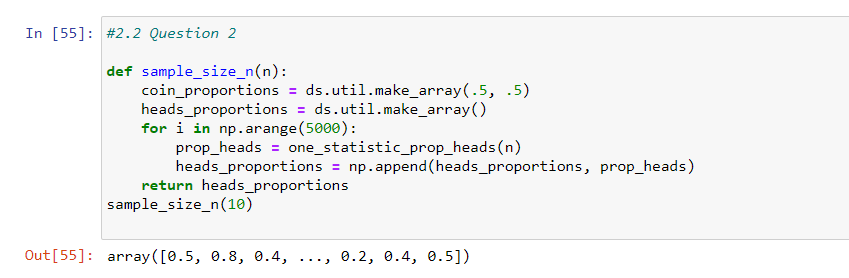 In [55]: #2.2 Question 2
def sample_size_n(n):
    coin_proportions = ds.util.make_array(.5, .5)
    heads_proportions = ds.util.make_array()
    for i in np.arange(5000):
        prop_heads = one_statistic_prop_heads(n)
        heads_proportions = np.append(heads_proportions, prop_heads)
    return heads_proportions
sample_size_n(10)
Out[55]: array([0.5, 0.8, 0.4, ..., 0.2, 0.4, 0.5])